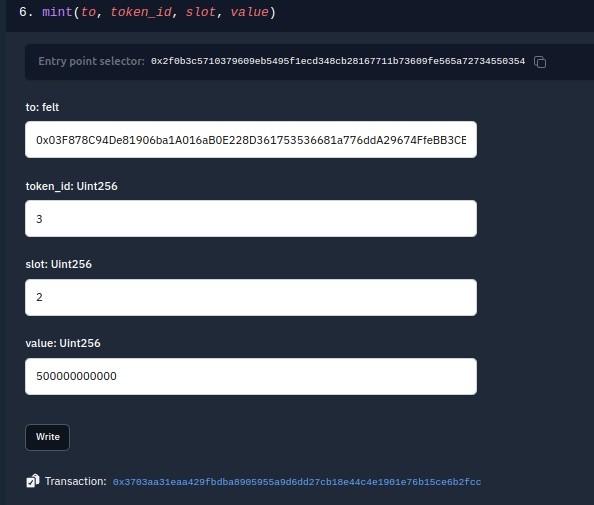 6. mint(to, token_id, slot, value)
Entry point selector: 0x2f0b3c5710379609eb5495f1ecd348cb28167711b73609fe565a72734550354
to: felt
0x03F878C94De81906ba1A016aB0E228D361753536681a776ddA29674FfeBB3CE
token_id: Uint256
3
slot: Uint256
2
value: Uint256
500000000000
Write
Transaction: 0x3703aa31eaa429fbdba8905955a9d6dd27cb18e44c4e1901e76b15ce6b2fcc